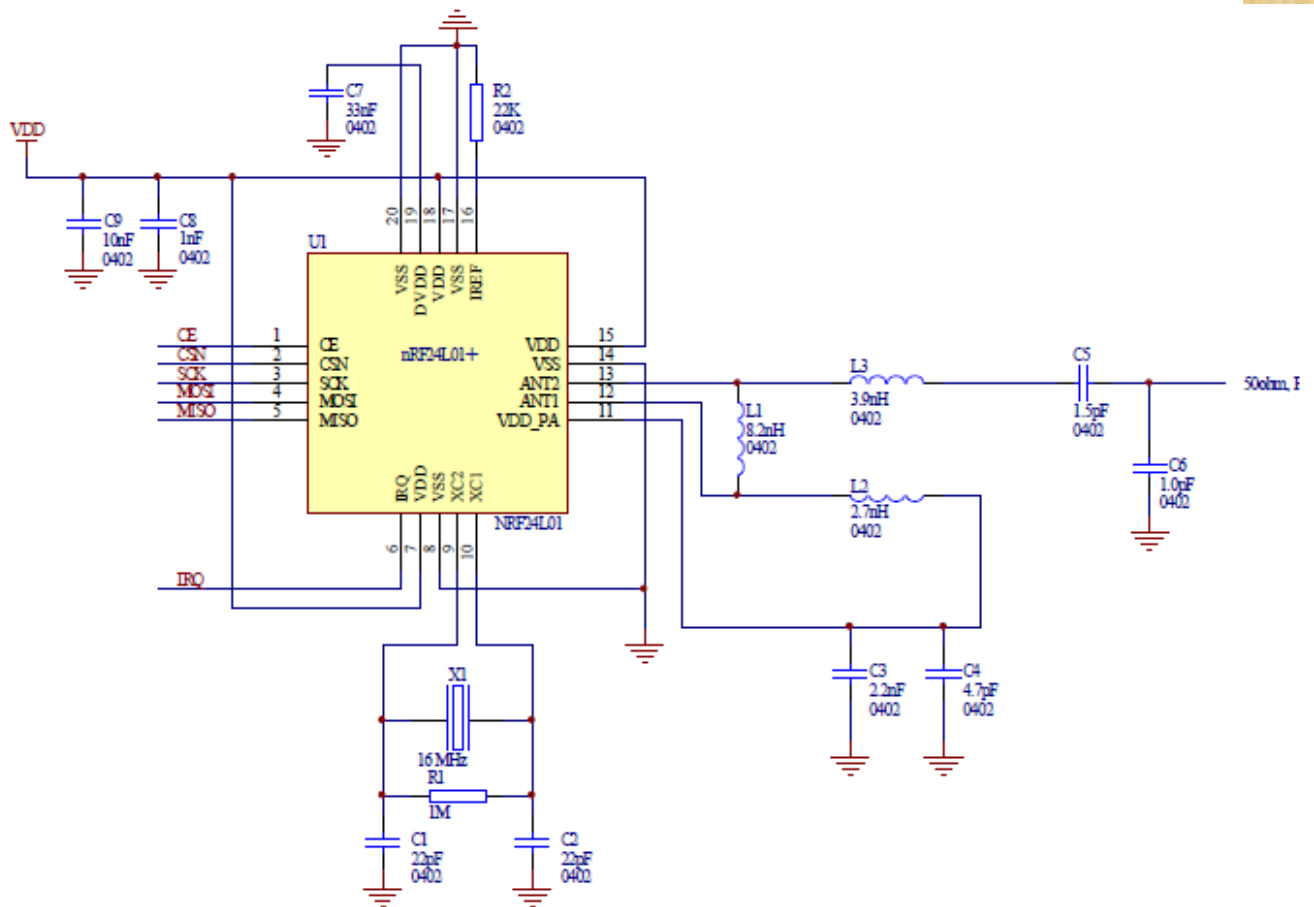 C7
33nF
0402
R2
22K
0402
VDD
C9
10nF
0402
C8
1nF
0402
20
19
18
17
16
U1
VSS
DVDD
VDD
VSS
IREF
CE
CSN
SCK
MOSI
MISO
1
2
3
4
5
CE
CSN
SCK
MOSI
MISO
nRF24L01+
VDD
VSS
ANT2
ANT1
VDD_PA
15
14
13
12
11
IRQ
VDD
VSS
XC2
XC1
NRF24L01
6
7
8
9
10
IRQ
L3
3.9nH
0402
L1
8.2nH
0402
L2
2.7nH
0402
C5
1.5pF
0402
50ohm,
C6
1.0pF
0402
C3
2.2nF
0402
C4
4.7pF
0402
X1
16 MHz
R1
1M
C1
22pF
0402
C2
22pF
0402